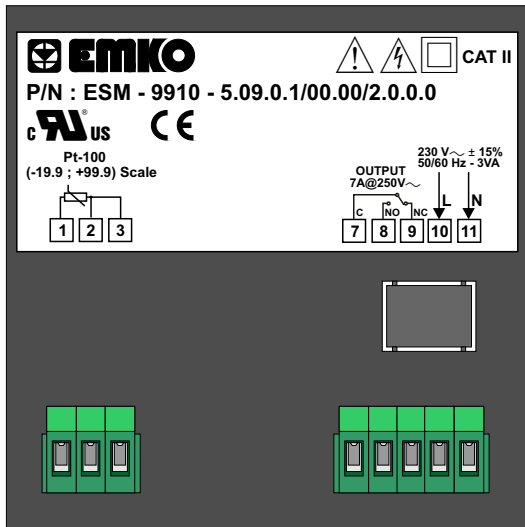 EMKO
CAT II
P/N : ESM - 9910 - 5.09.0.1/00.00/2.0.0.0
c RU ® US CE
Pt-100
(-19.9 ; +99.9) Scale
230 V~ ± 15%
50/60 Hz - 3VA
OUTPUT
7A@250V~
L N
C NO NC
1 2 3 7 8 9 10 11